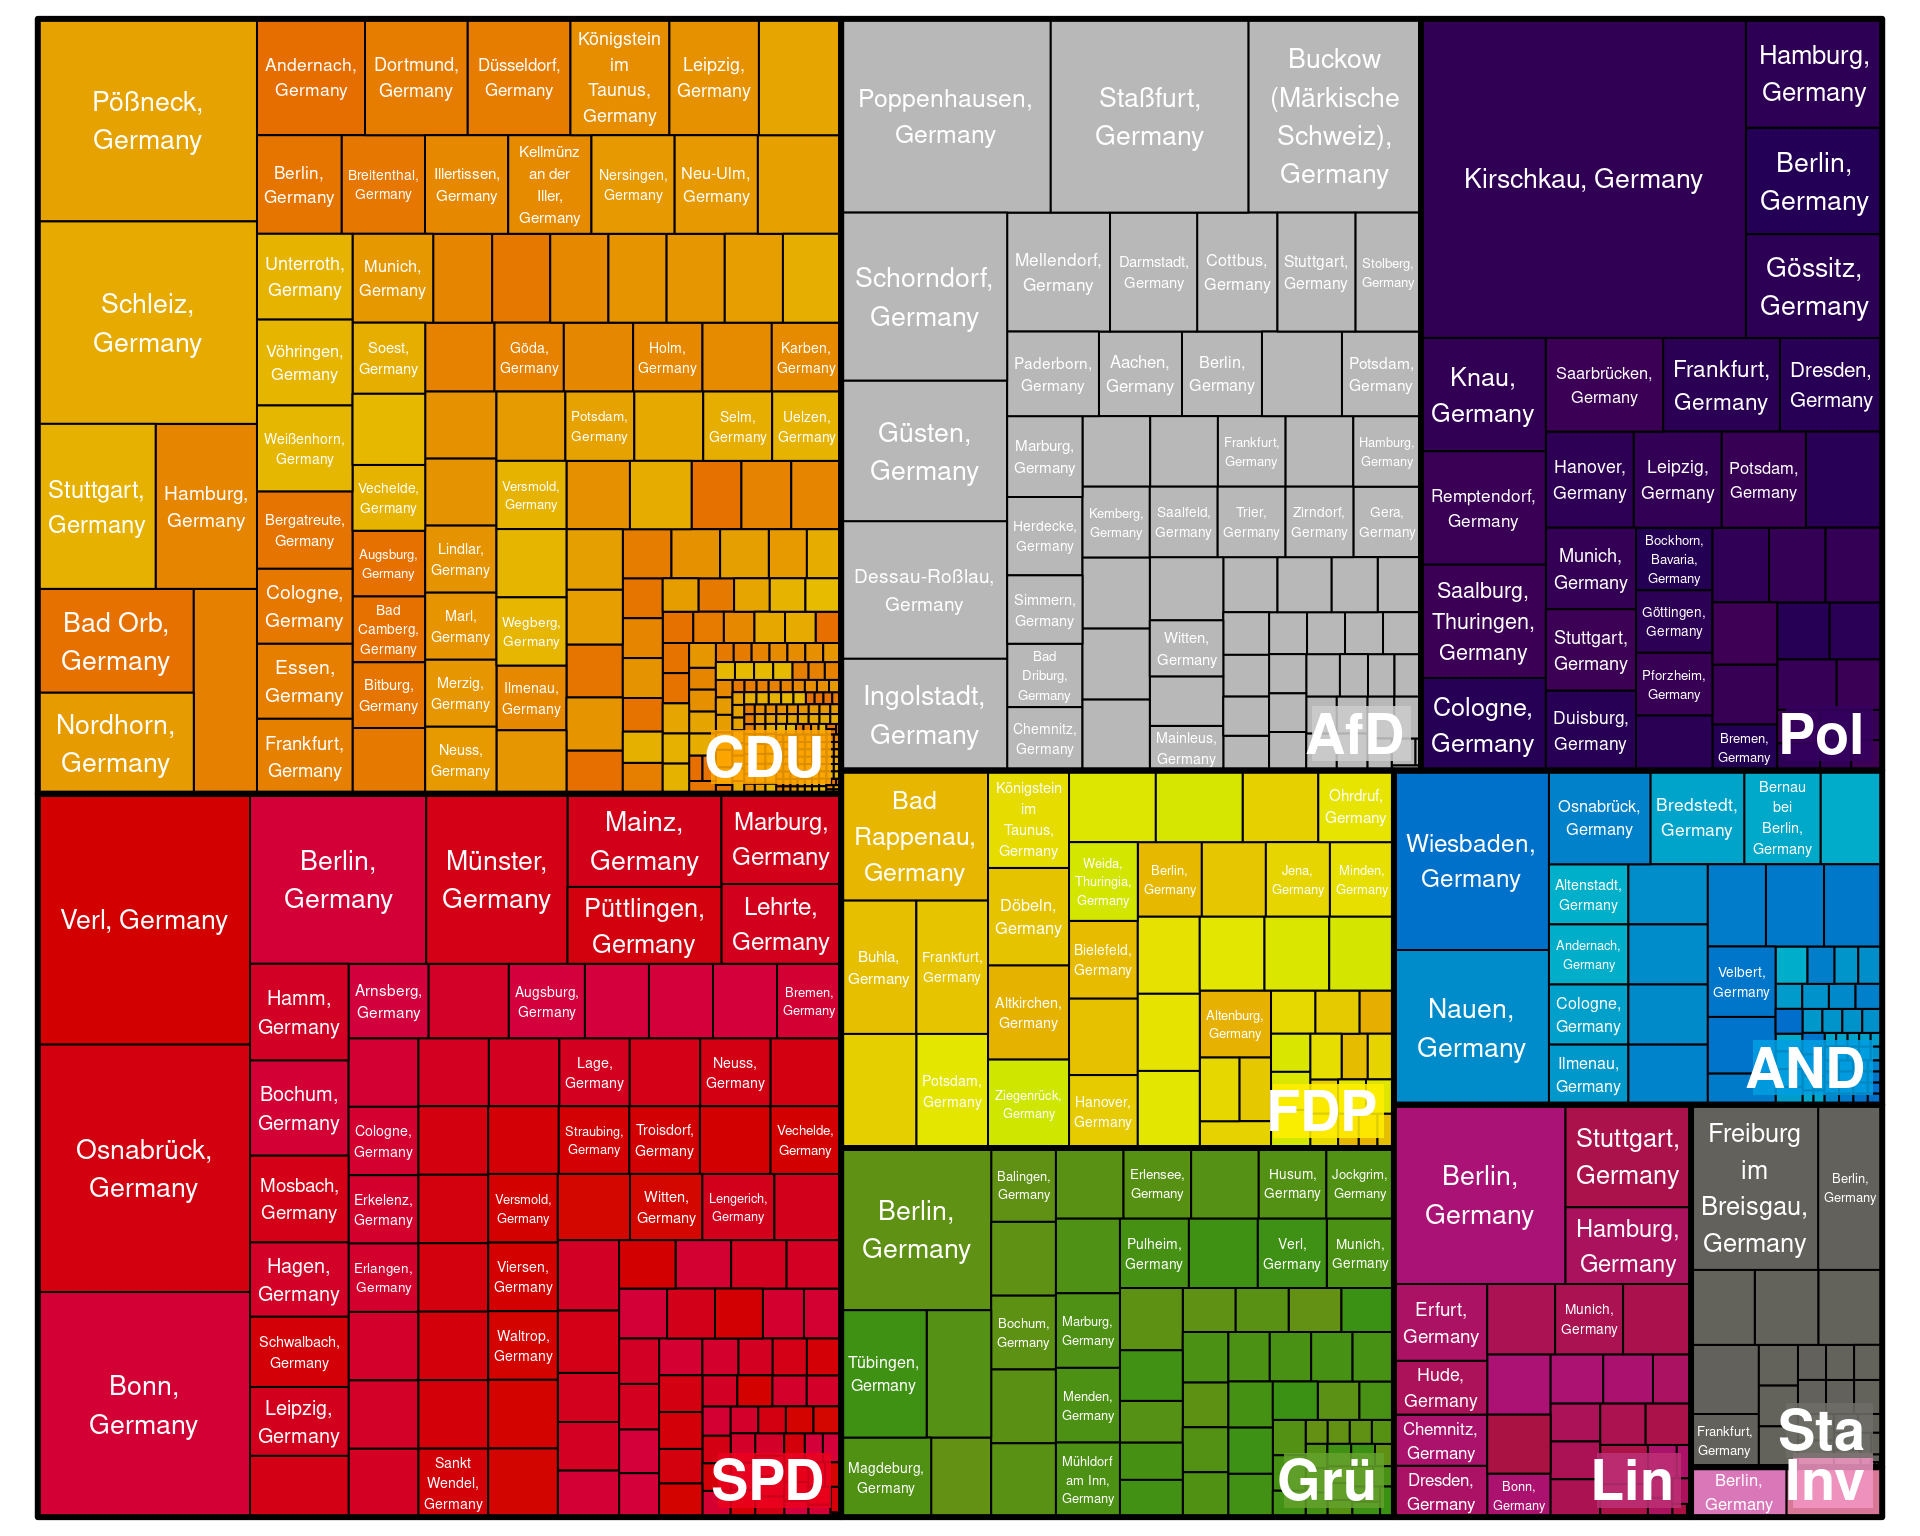 Pößneck,
Germany
Schleiz,
Germany
Stuttgart,
Germany
Hamburg,
Germany
Bad Orb,
Germany
Nordhorn,
Germany
Andernach,
Germany
Dortmund,
Germany
Düsseldorf,
Germany
Königstein
im
Taunus,
Germany
Leipzig,
Germany
Berlin,
Germany
Breitenthal,
Germany
Illertissen,
Germany
Kellmünz
an der
Iller,
Germany
Nersingen,
Germany
Neu-Ulm,
Germany
Unterroth,
Germany
Munich,
Germany
Vöhringen,
Germany
Soest,
Germany
Göda,
Germany
Holm,
Germany
Karben,
Germany
Weißenhorn,
Germany
Potsdam,
Germany
Selm,
Germany
Uelzen,
Germany
Vechelde,
Germany
Versmold,
Germany
Bergatreute,
Germany
Augsburg,
Germany
Lindlar,
Germany
Cologne,
Germany
Bad
Camberg,
Germany
Marl,
Germany
Wegberg,
Germany
Essen,
Germany
Bitburg,
Germany
Merzig,
Germany
Ilmenau,
Germany
Frankfurt,
Germany
Neuss,
Germany
CDU
Poppenhausen,
Germany
Staßfurt,
Germany
Buckow
(Märkische
Schweiz),
Germany
Schorndorf,
Germany
Güsten,
Germany
Dessau-Roßlau,
Germany
Ingolstadt,
Germany
Mellendorf,
Germany
Darmstadt,
Germany
Cottbus,
Germany
Stuttgart,
Germany
Stolberg,
Germany
Paderborn,
Germany
Aachen,
Germany
Berlin,
Germany
Potsdam,
Germany
Marburg,
Germany
Frankfurt,
Germany
Hamburg,
Germany
Herdecke,
Germany
Kemberg,
Germany
Saalfeld,
Germany
Trier,
Germany
Zirndorf,
Germany
Gera,
Germany
Simmern,
Germany
Bad
Driburg,
Germany
Witten,
Germany
Chemnitz,
Germany
Mainleus,
Germany
AfD
Kirschkau, Germany
Hamburg,
Germany
Berlin,
Germany
Gössitz,
Germany
Knau,
Germany
Saarbrücken,
Germany
Frankfurt,
Germany
Dresden,
Germany
Remptendorf,
Germany
Hanover,
Germany
Leipzig,
Germany
Potsdam,
Germany
Saalburg,
Thuringen,
Germany
Munich,
Germany
Bockhorn,
Bavaria,
Germany
Göttingen,
Germany
Stuttgart,
Germany
Pforzheim,
Germany
Cologne,
Germany
Duisburg,
Germany
Bremen,
Germany
Pol
Verl, Germany
Osnabrück,
Germany
Bonn,
Germany
Berlin,
Germany
Münster,
Germany
Mainz,
Germany
Püttlingen,
Germany
Marburg,
Germany
Lehrte,
Germany
Hamm,
Germany
Arnsberg,
Germany
Augsburg,
Germany
Bremen,
Germany
Bochum,
Germany
Lage,
Germany
Neuss,
Germany
Cologne,
Germany
Straubing,
Germany
Troisdorf,
Germany
Vechelde,
Germany
Mosbach,
Germany
Erkelenz,
Germany
Versmold,
Germany
Witten,
Germany
Lengerich,
Germany
Hagen,
Germany
Erlangen,
Germany
Viersen,
Germany
Schwalbach,
Germany
Waltrop,
Germany
Leipzig,
Germany
Sankt
Wendel,
Germany
SPD
Bad
Rappenau,
Germany
Königstein
im
Taunus,
Germany
Ohrdruf,
Germany
Weida,
Thuringia,
Germany
Berlin,
Germany
Jena,
Germany
Minden,
Germany
Döbeln,
Germany
Buhla,
Germany
Frankfurt,
Germany
Bielefeld,
Germany
Altkirchen,
Germany
Altenburg,
Germany
Potsdam,
Germany
Ziegenrück,
Germany
Hanover,
Germany
FDP
Berlin,
Germany
Balingen,
Germany
Erlensee,
Germany
Husum,
Germany
Jockgrim,
Germany
Pulheim,
Germany
Verl,
Germany
Munich,
Germany
Bochum,
Germany
Marburg,
Germany
Tübingen,
Germany
Menden,
Germany
Magdeburg,
Germany
Mühldorf
am Inn,
Germany
Grü
Wiesbaden,
Germany
Nauen,
Germany
Osnabrück,
Germany
Bredstedt,
Germany
Bernau
bei
Berlin,
Germany
Altenstadt,
Germany
Andernach,
Germany
Velbert,
Germany
Cologne,
Germany
Ilmenau,
Germany
AND
Berlin,
Germany
Stuttgart,
Germany
Hamburg,
Germany
Erfurt,
Germany
Munich,
Germany
Hude,
Germany
Chemnitz,
Germany
Dresden,
Germany
Bonn,
Germany
Lin
Freiburg
im
Breisgau,
Germany
Berlin,
Germany
Frankfurt,
Germany
Sta
Berlin,
Germany
Inv